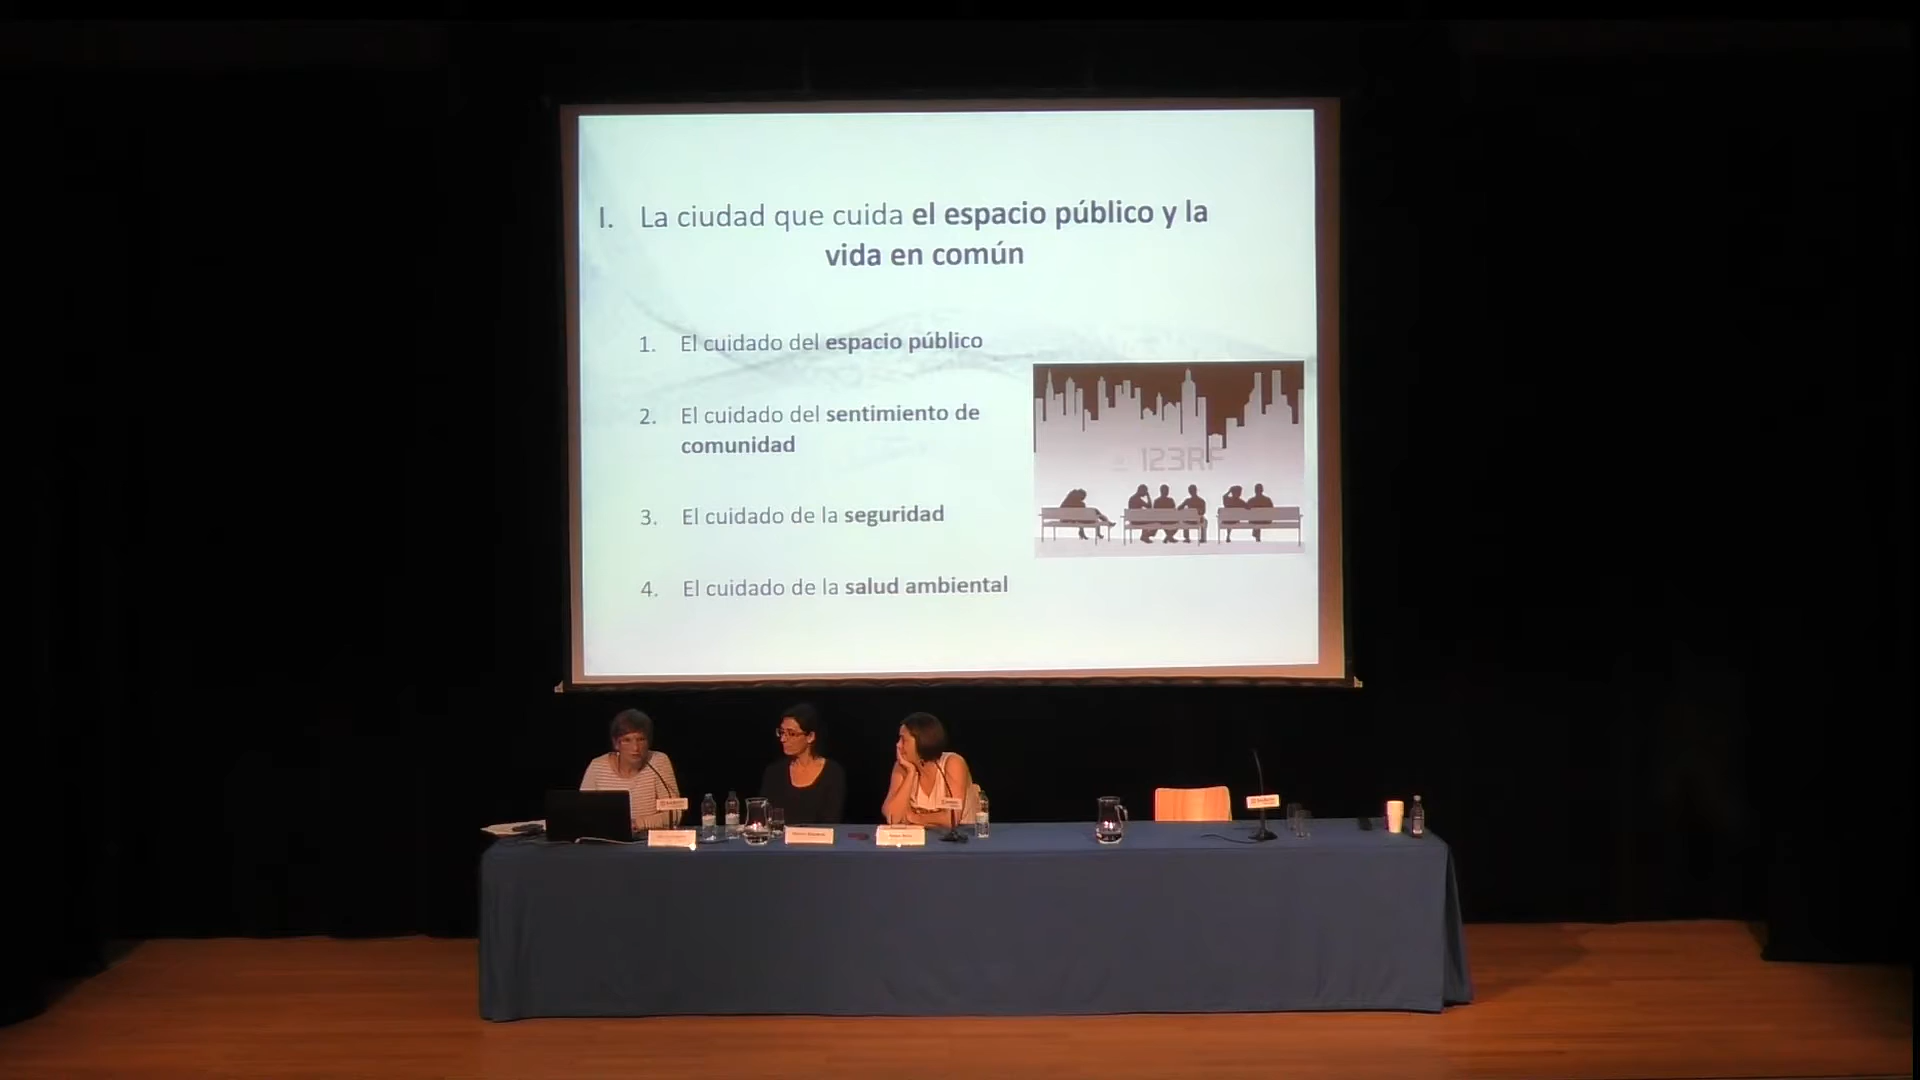 I. La ciudad que cuida el espacio público y la
vida en común
1. El cuidado del espacio público
2. El cuidado del sentimiento de
comunidad
3. El cuidado de la seguridad
4. El cuidado de la salud ambiental
123RF